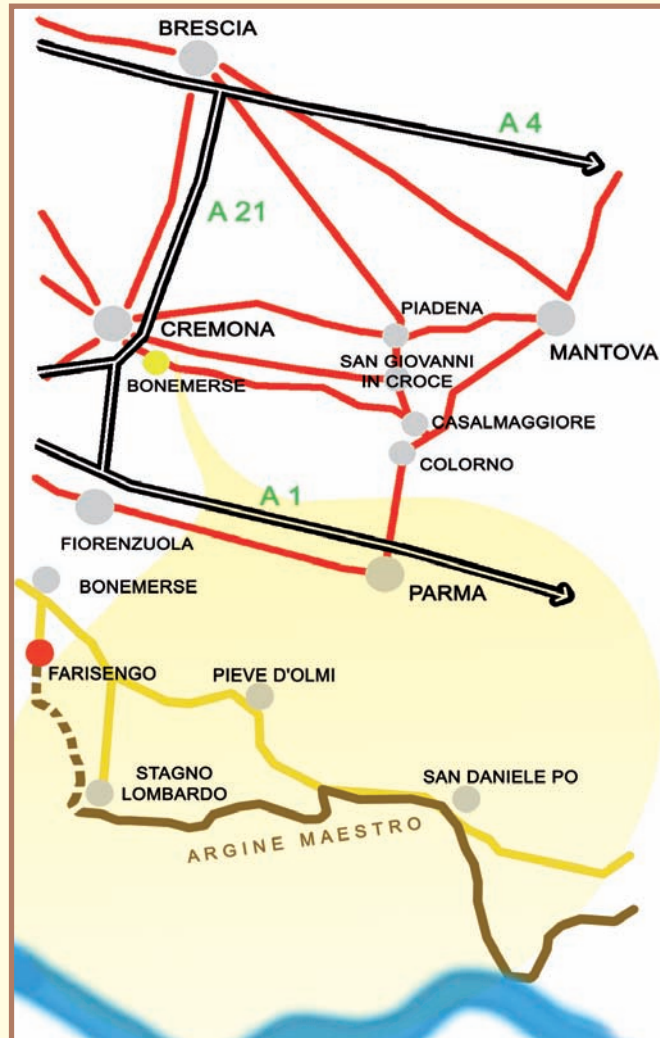 BRESCIA
A 4
A 21
CREMONA
PIADENA
MANTOVA
SAN GIOVANNI
IN CROCE
BONEMERSE
CASALMAGGIORE
COLORNO
A 1
FIORENZUOLA
BONEMERSE
PARMA
FARISENGO
PIEVE D'OLMI
STAGNO
LOMBARDO
SAN DANIELE PO
ARGINE MAESTRO